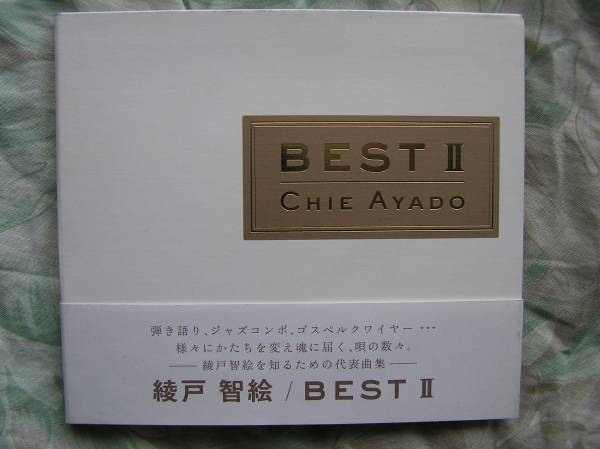 BEST II
CHIE AYADO
弾き語り、ジャズコンボ、ゴスペルクワイヤー ･･･
様々にかたちを変え魂に届く、唄の数々。
── 綾戸智絵を知るための代表曲集 ──
綾戸 智絵 / BEST II